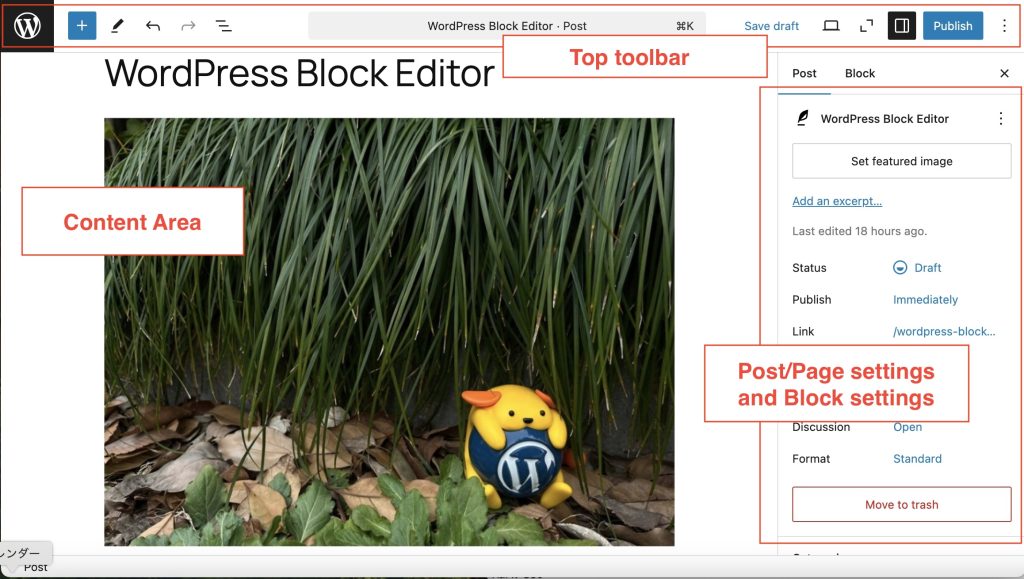 WordPress Block Editor · Post
⌘K
Save draft
Publish
Top toolbar
WordPress Block Editor
Content Area
Post
Block
WordPress Block Editor
Set featured image
Add an excerpt...
Last edited 18 hours ago.
Status
Draft
Publish
Immediately
Link
/wordpress-block...
Post/Page settings
and Block settings
Discussion
Open
Format
Standard
Move to trash
レンダー
Post